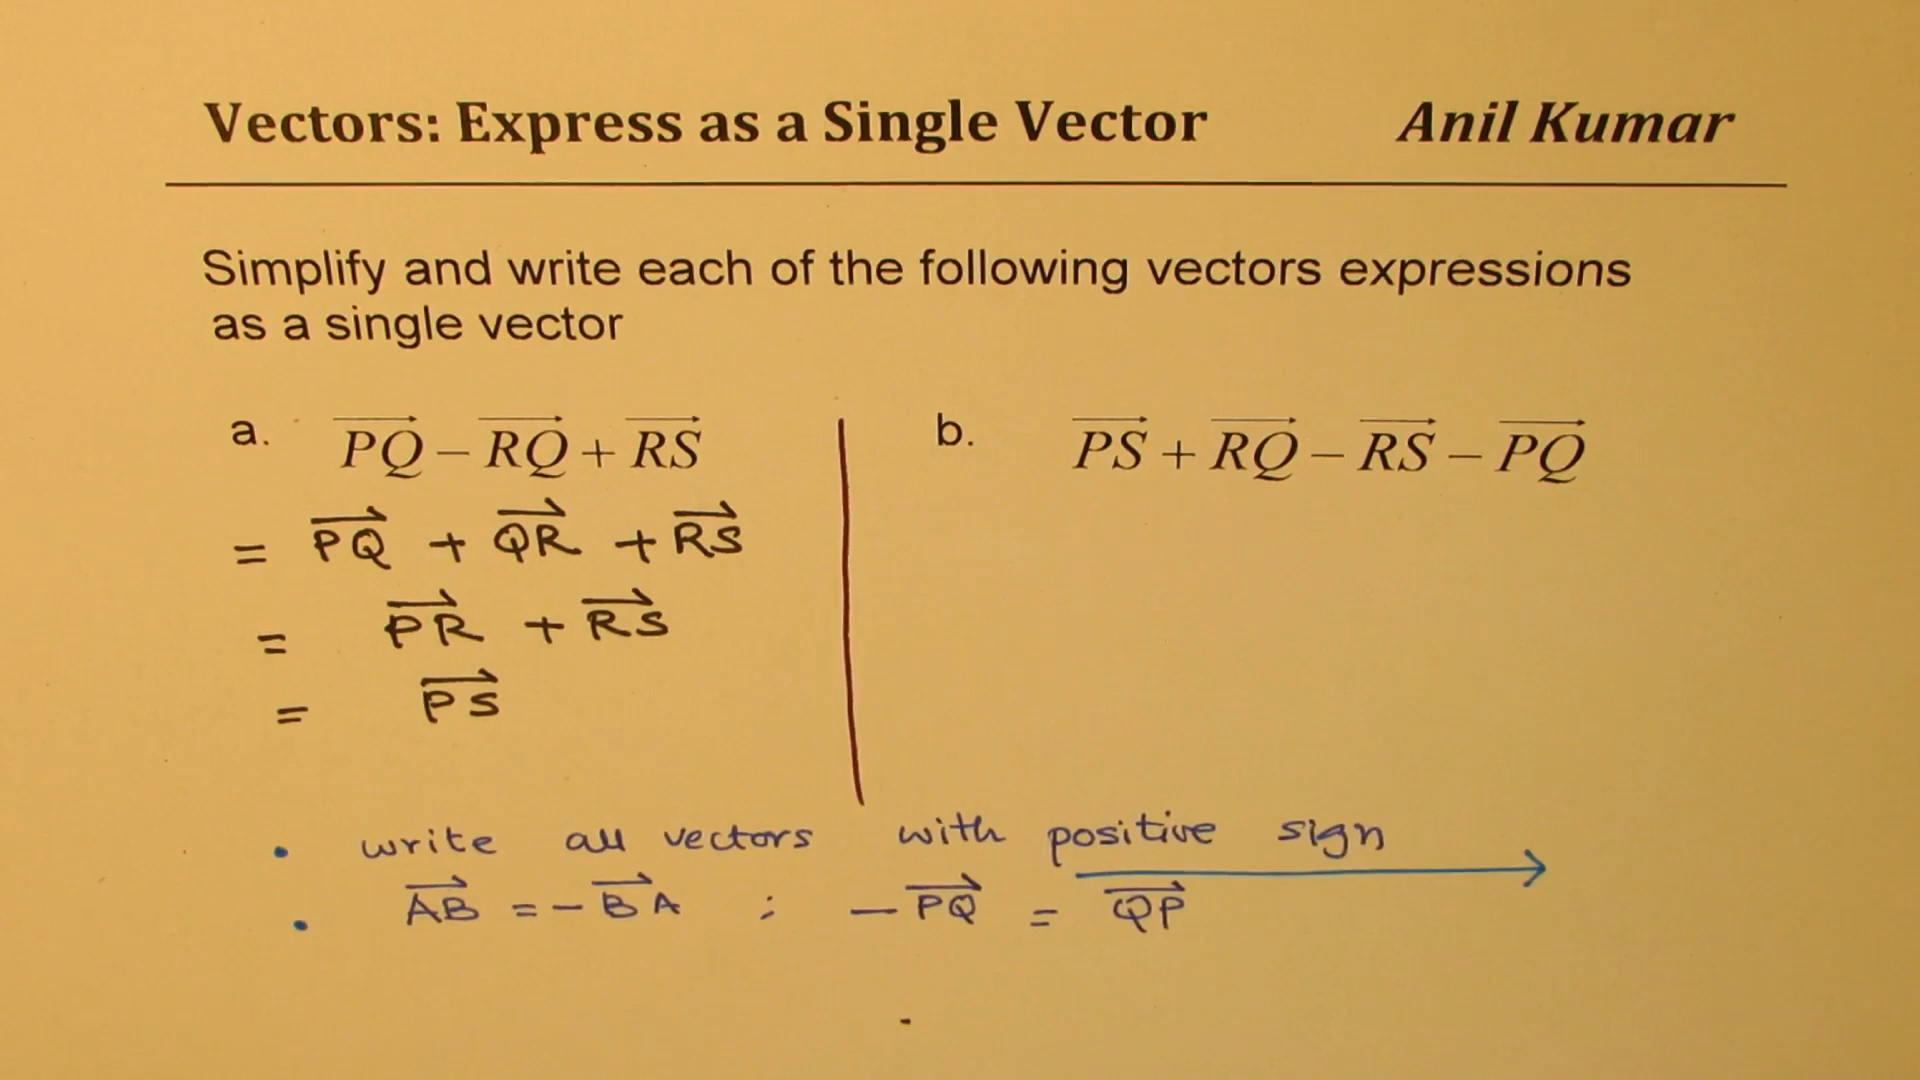 Vectors: Express as a Single Vector Anil Kumar
Simplify and write each of the following vectors expressions
as a single vector
a. PQ⃗ – RQ⃗ + RS⃗
= PQ⃗ + QR⃗ + RS⃗
= PR⃗ + RS⃗
= PS⃗
b. PS⃗ + RQ⃗ – RS⃗ – PQ⃗
• write all vectors with positive sign
• AB⃗ = – BA⃗ ; – PQ⃗ = QP⃗